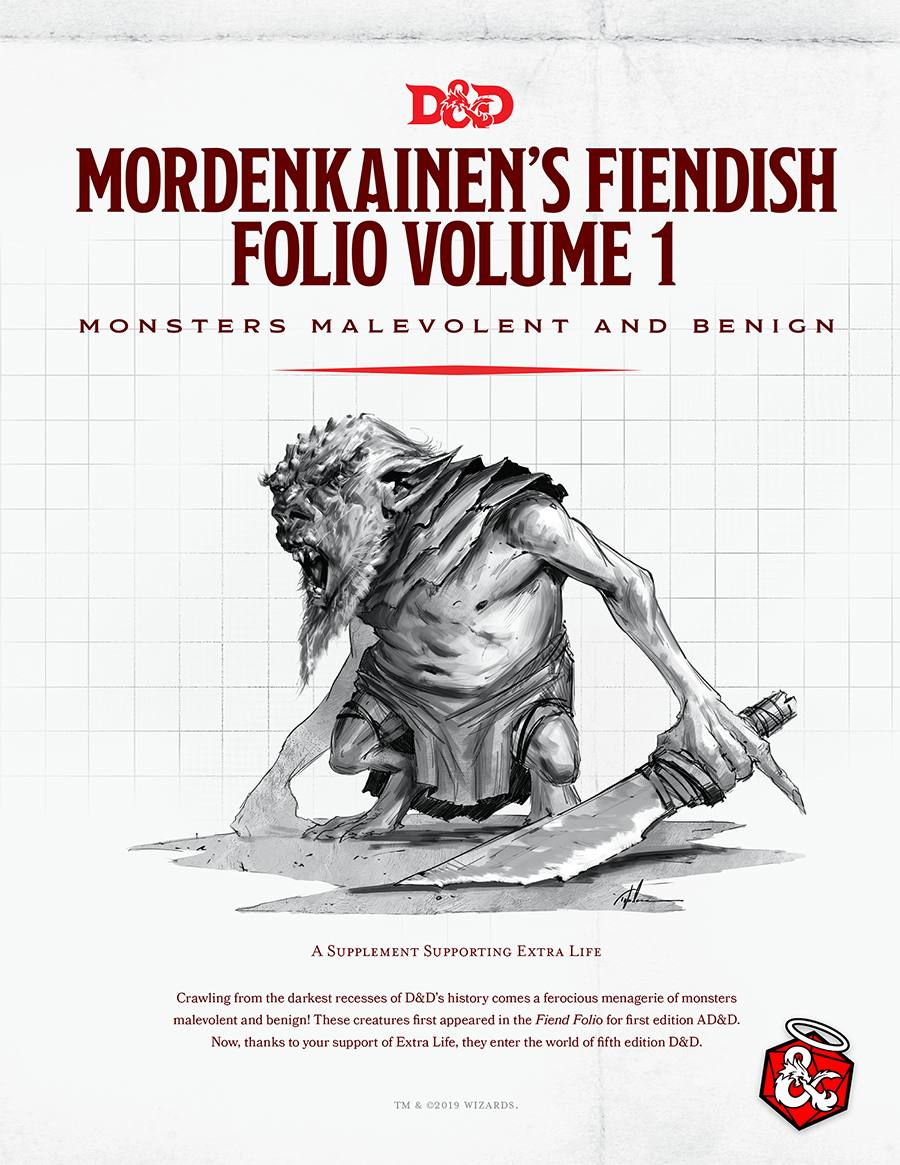 D&D
MORDENKAINEN'S FIENDISH
FOLIO VOLUME 1
MONSTERS MALEVOLENT AND BENIGN
A SUPPLEMENT SUPPORTING EXTRA LIFE
Crawling from the darkest recesses of D&D's history comes a ferocious menagerie of monsters
malevolent and benign! These creatures first appeared in the Fiend Folio for first edition AD&D.
Now, thanks to your support of Extra Life, they enter the world of fifth edition D&D.
&
TM & ©2019 WIZARDS.